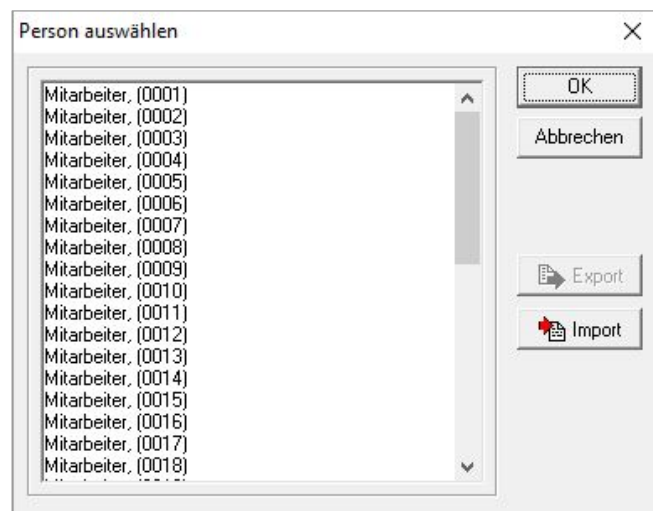 Person auswählen
Mitarbeiter, (0001)
Mitarbeiter, (0002)
Mitarbeiter, (0003)
Mitarbeiter, (0004)
Mitarbeiter, (0005)
Mitarbeiter, (0006)
Mitarbeiter, (0007)
Mitarbeiter, (0008)
Mitarbeiter, (0009)
Mitarbeiter, (0010)
Mitarbeiter, (0011)
Mitarbeiter, (0012)
Mitarbeiter, (0013)
Mitarbeiter, (0014)
Mitarbeiter, (0015)
Mitarbeiter, (0016)
Mitarbeiter, (0017)
Mitarbeiter, (0018)
OK
Abbrechen
Export
Import